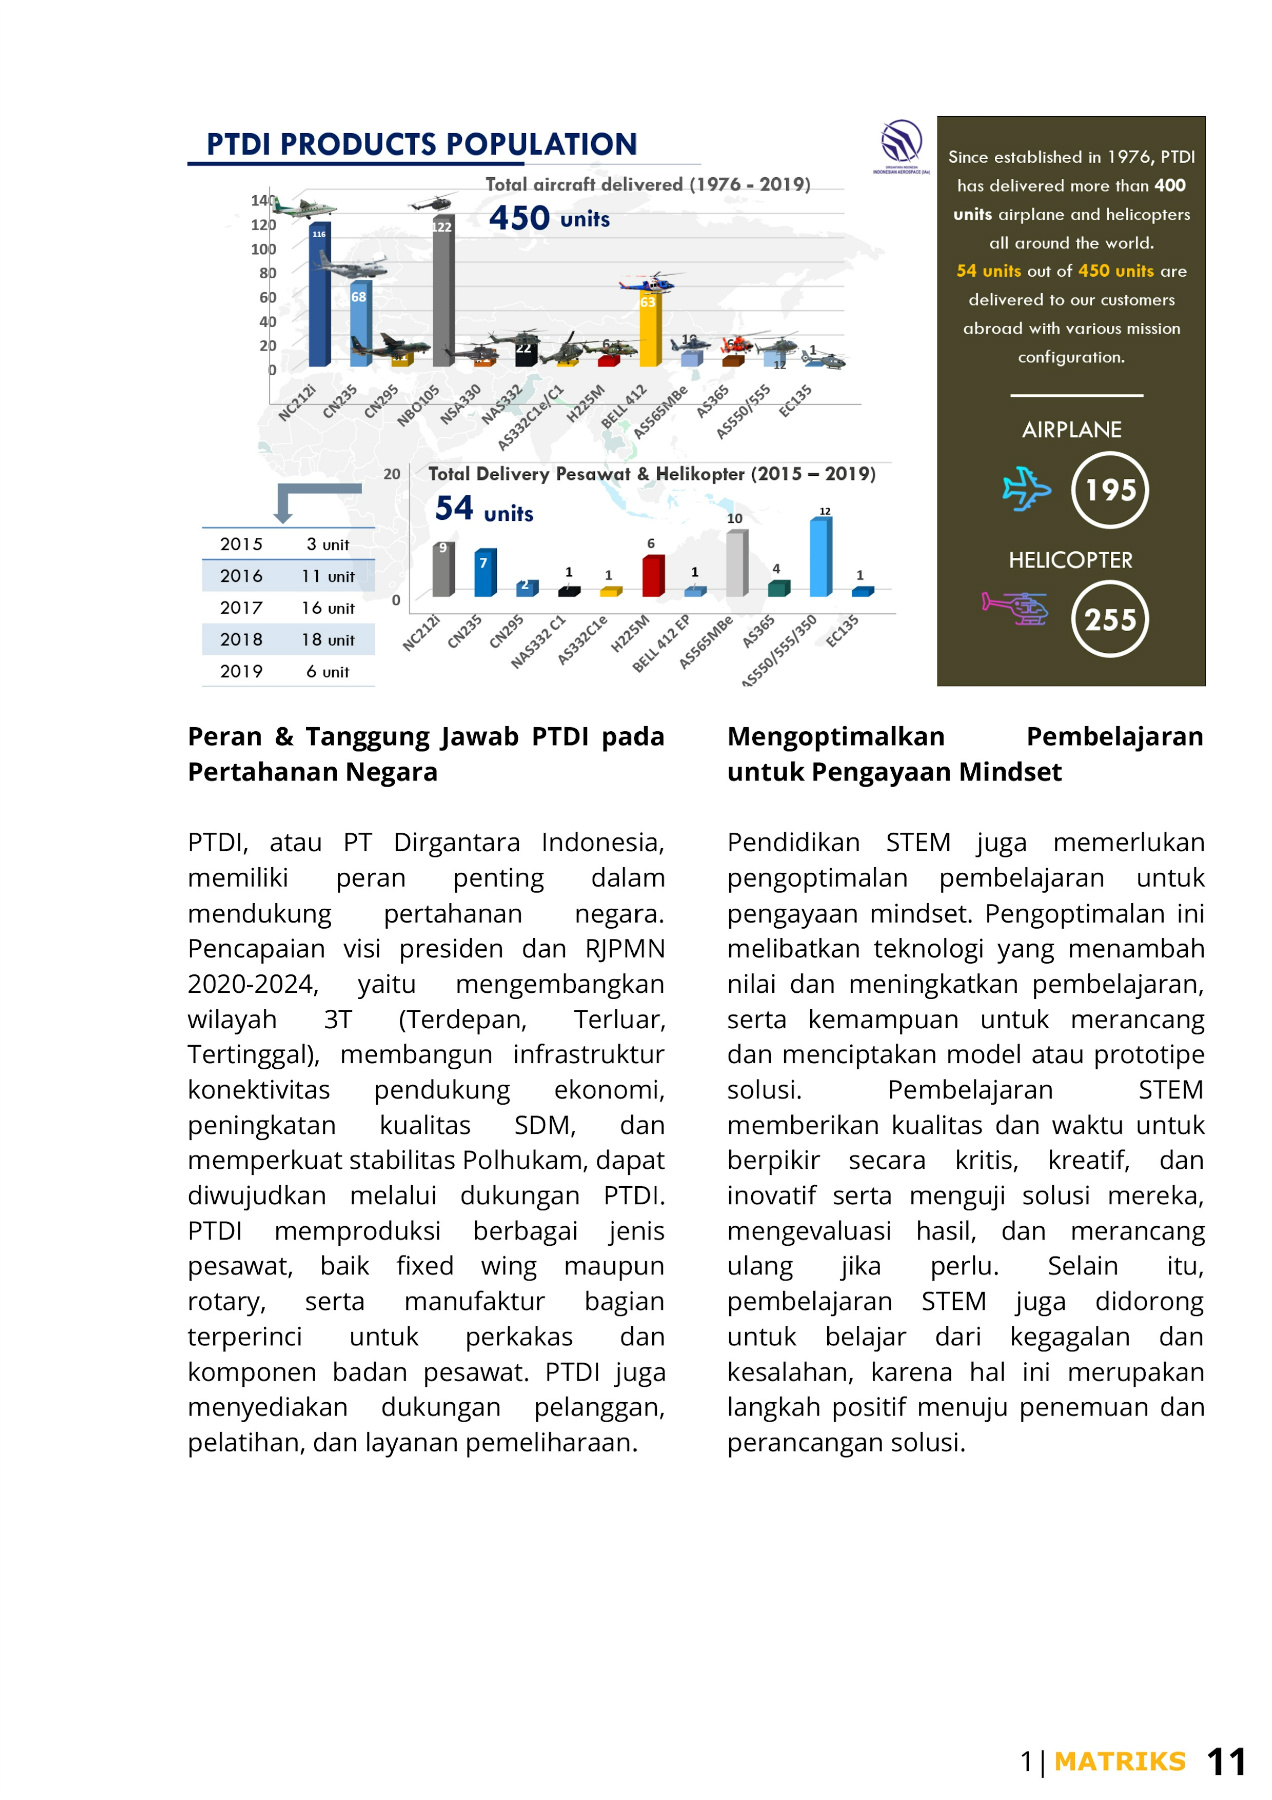 PTDI PRODUCTS POPULATION
INDONESIAN AEROSPACE (IAe)
Total aircraft delivered (1976 - 2019)
450 units
140
120
100
80
60
40
20
0
116
68
122
22
6
63
1
12
NC212i
CN235
CN295
NBO105
NSA330
NAS332
AS332C1e/C1
H225M
BELL 412
AS565MBe
AS365
AS550/555
EC135
Total Delivery Pesawat & Helikopter (2015 – 2019)
54 units
20
0
9
7
2
1
1
6
1
10
4
12
1
NC212i
CN235
CN295
NAS332 C1
AS332C1e
H225M
BELL 412 EP
AS565MBe
AS365
AS550/555/350
EC135
2015 3 unit
2016 11 unit
2017 16 unit
2018 18 unit
2019 6 unit
Since established in 1976, PTDI
has delivered more than 400
units airplane and helicopters
all around the world.
54 units out of 450 units are
delivered to our customers
abroad with various mission
configuration.
AIRPLANE
195
HELICOPTER
255
Peran & Tanggung Jawab PTDI pada
Pertahanan Negara
PTDI, atau PT Dirgantara Indonesia,
memiliki peran penting dalam
mendukung pertahanan negara.
Pencapaian visi presiden dan RJPMN
2020-2024, yaitu mengembangkan
wilayah 3T (Terdepan, Terluar,
Tertinggal), membangun infrastruktur
konektivitas pendukung ekonomi,
peningkatan kualitas SDM, dan
memperkuat stabilitas Polhukam, dapat
diwujudkan melalui dukungan PTDI.
PTDI memproduksi berbagai jenis
pesawat, baik fixed wing maupun
rotary, serta manufaktur bagian
terperinci untuk perkakas dan
komponen badan pesawat. PTDI juga
menyediakan dukungan pelanggan,
pelatihan, dan layanan pemeliharaan.
Mengoptimalkan Pembelajaran
untuk Pengayaan Mindset
Pendidikan STEM juga memerlukan
pengoptimalan pembelajaran untuk
pengayaan mindset. Pengoptimalan ini
melibatkan teknologi yang menambah
nilai dan meningkatkan pembelajaran,
serta kemampuan untuk merancang
dan menciptakan model atau prototipe
solusi. Pembelajaran STEM
memberikan kualitas dan waktu untuk
berpikir secara kritis, kreatif, dan
inovatif serta menguji solusi mereka,
mengevaluasi hasil, dan merancang
ulang jika perlu. Selain itu,
pembelajaran STEM juga didorong
untuk belajar dari kegagalan dan
kesalahan, karena hal ini merupakan
langkah positif menuju penemuan dan
perancangan solusi.
1| MATRIKS 11